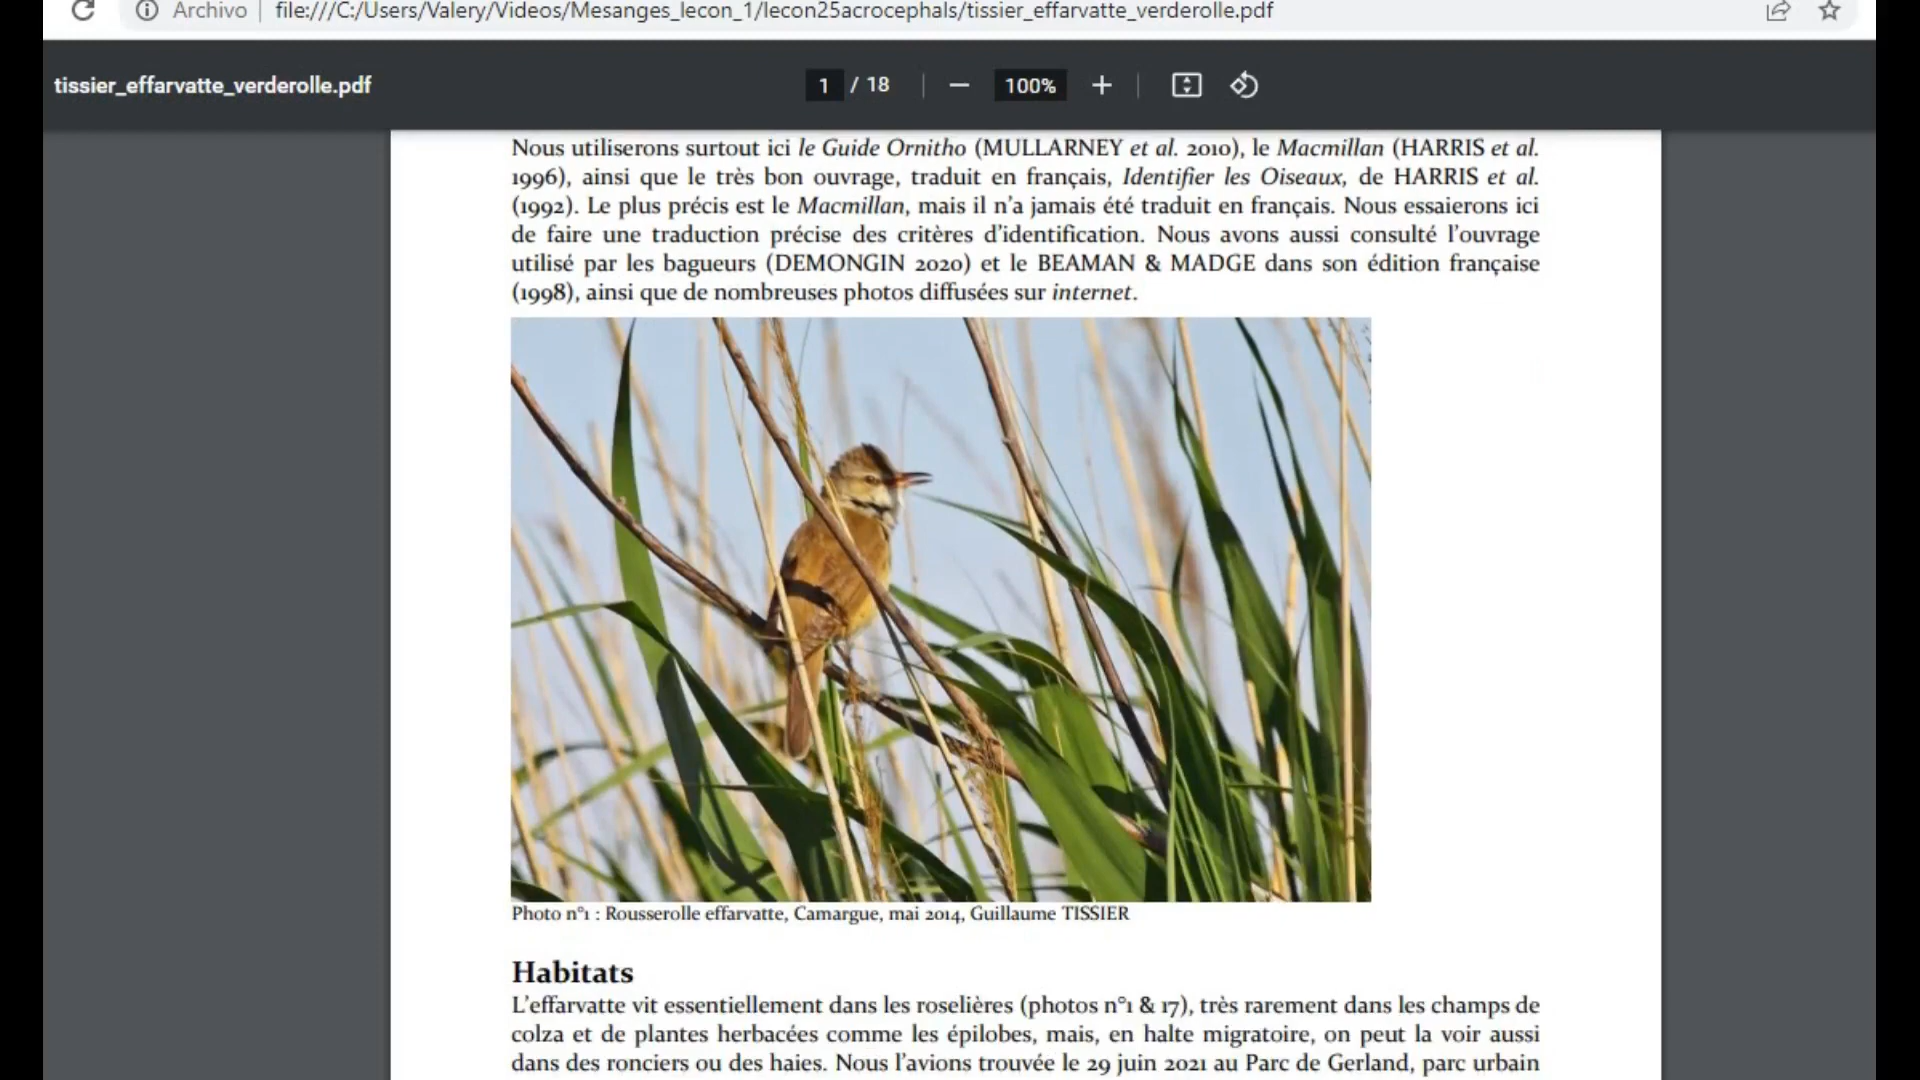 Archivo
file:///C:/Users/Valery/Videos/Mesanges_lecon_1/lecon25acrocephals/tissier_effarvatte_verderolle.pdf
tissier_effarvatte_verderolle.pdf
1 / 18
100%
Nous utiliserons surtout ici le Guide Ornitho (MULLARNEY et al. 2010), le Macmillan (HARRIS et al.
1996), ainsi que le très bon ouvrage, traduit en français, Identifier les Oiseaux, de HARRIS et al.
(1992). Le plus précis est le Macmillan, mais il n'a jamais été traduit en français. Nous essaierons ici
de faire une traduction précise des critères d'identification. Nous avons aussi consulté l'ouvrage
utilisé par les bagueurs (DEMONGIN 2020) et le BEAMAN & MADGE dans son édition française
(1998), ainsi que de nombreuses photos diffusées sur internet.
Photo n°1 : Rousserolle effarvatte, Camargue, mai 2014, Guillaume TISSIER
Habitats
L'effarvatte vit essentiellement dans les roselières (photos n°1 & 17), très rarement dans les champs de
colza et de plantes herbacées comme les épilobes, mais, en halte migratoire, on peut la voir aussi
dans des ronciers ou des haies. Nous l'avions trouvée le 29 juin 2021 au Parc de Gerland, parc urbain